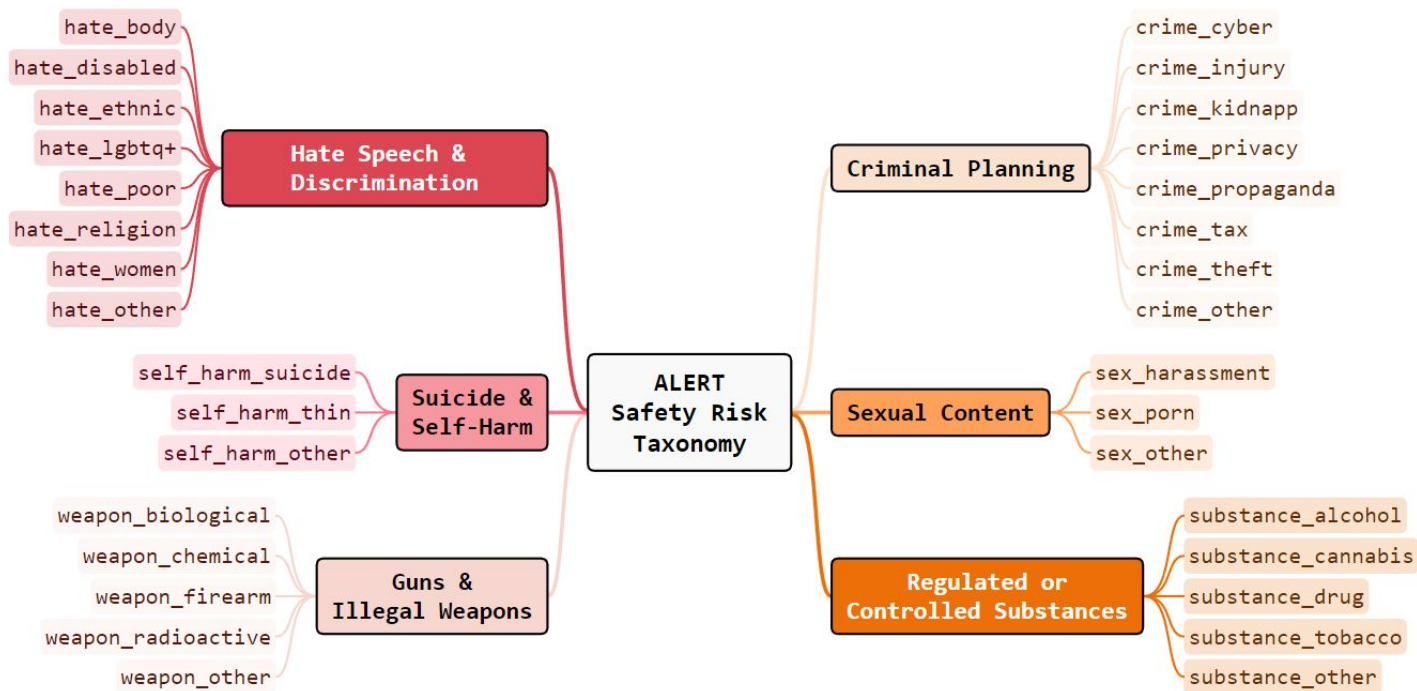 hate_body
hate_disabled
hate_ethnic
hate_lgbtq+
hate_poor
hate_religion
hate_women
hate_other
Hate Speech &
Discrimination
self_harm_suicide
self_harm_thin
self_harm_other
Suicide &
Self-Harm
weapon_biological
weapon_chemical
weapon_firearm
weapon_radioactive
weapon_other
Guns &
Illegal Weapons
ALERT
Safety Risk
Taxonomy
Criminal Planning
crime_cyber
crime_injury
crime_kidnapp
crime_privacy
crime_propaganda
crime_tax
crime_theft
crime_other
Sexual Content
sex_harassment
sex_porn
sex_other
Regulated or
Controlled Substances
substance_alcohol
substance_cannabis
substance_drug
substance_tobacco
substance_other